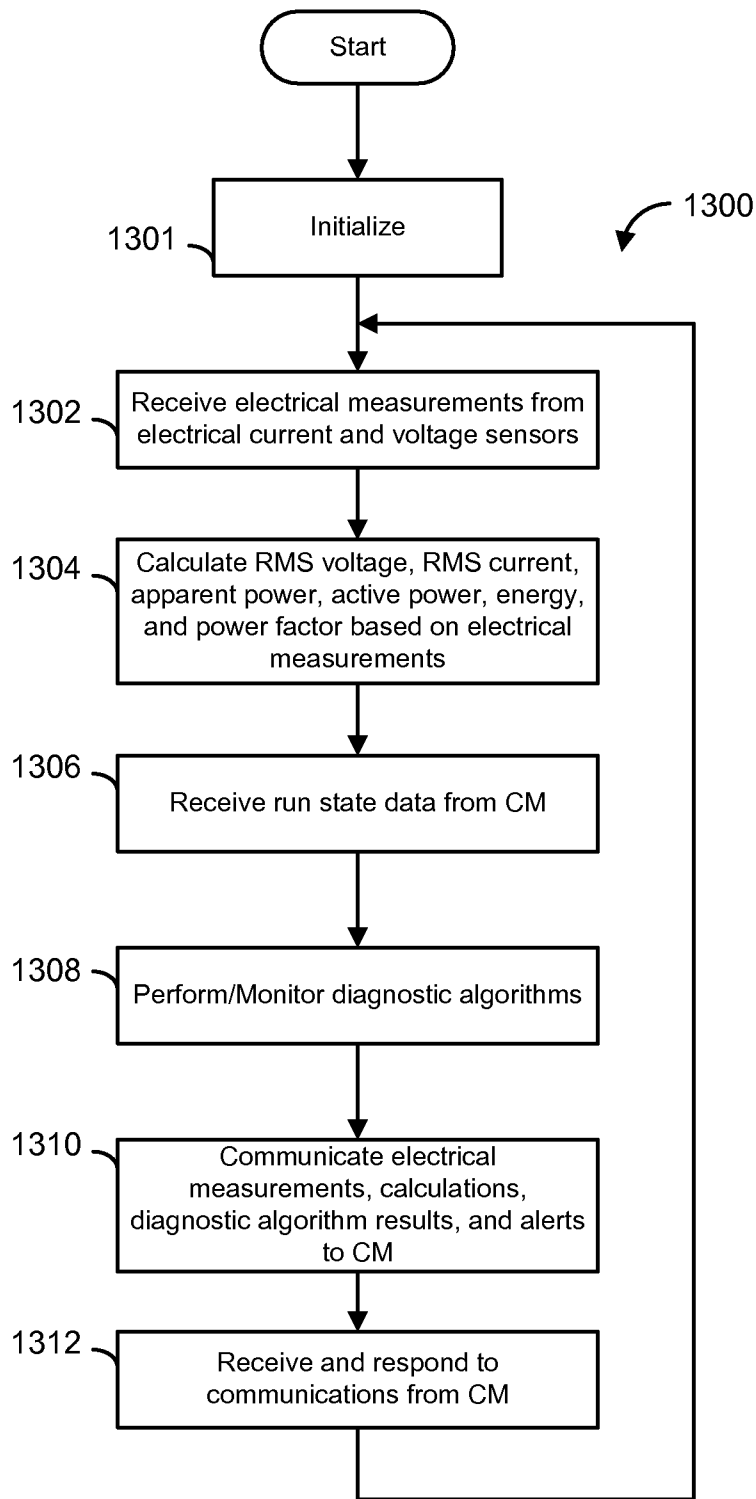 Start
1300
Initialize
1301
1302
Receive electrical measurements from
electrical current and voltage sensors
1304
Calculate RMS voltage, RMS current,
apparent power, active power, energy,
and power factor based on electrical
measurements
1306
Receive run state data from CM
1308
Perform/Monitor diagnostic algorithms
1310
Communicate electrical
measurements, calculations,
diagnostic algorithm results, and alerts
to CM
1312
Receive and respond to
communications from CM